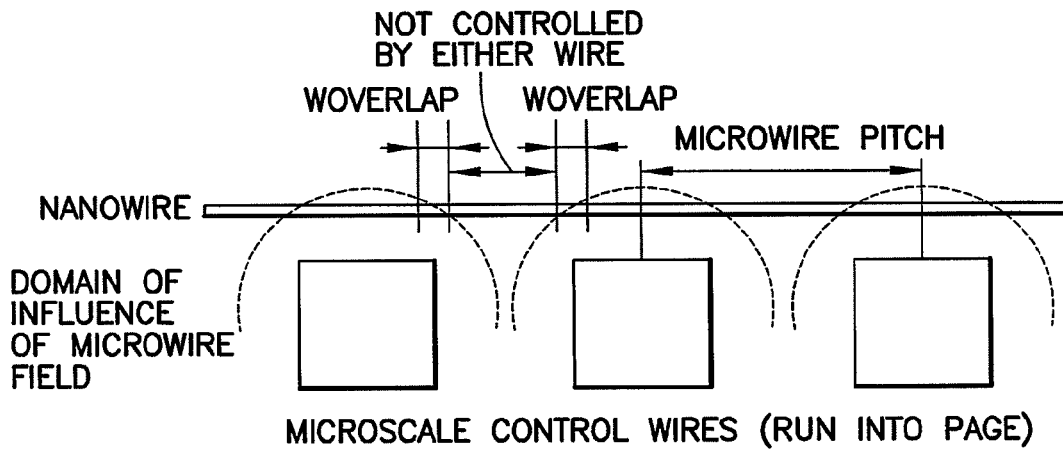 NOT CONTROLLED
BY EITHER WIRE
WOVERLAP
WOVERLAP
MICROWIRE PITCH
NANOWIRE
DOMAIN OF
INFLUENCE
OF MICROWIRE
FIELD
MICROSCALE CONTROL WIRES (RUN INTO PAGE)